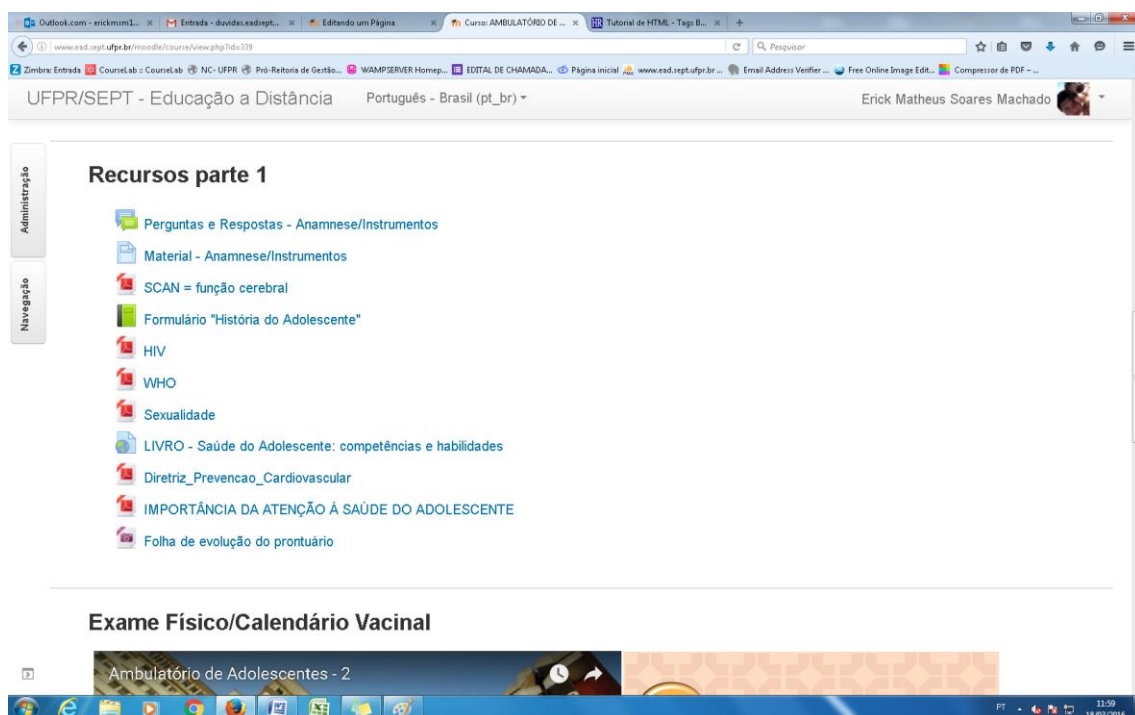 Outlook.com - erickmsm1...
Entrada - duvidas.eadsept...
Editando um Página
Curso: AMBULATÓRIO DE ...
Tutorial de HTML - Tags B...
www.ead.sept.ufpr.br/moodle/course/view.php?id=339
Pesquisar
Zimbra: Entrada
CourseLab :: CourseLab
NC- UFPR
Pró-Reitoria de Gestão...
WAMPSERVER Homep...
EDITAL DE CHAMADA...
Página inicial
www.ead.sept.ufpr.br ...
Email Address Verifier ...
Free Online Image Edit...
Compressor de PDF – ...
UFPR/SEPT - Educação a Distância
Português - Brasil (pt_br)
Erick Matheus Soares Machado
Administração
Navegação
Recursos parte 1
Perguntas e Respostas - Anamnese/Instrumentos
Material - Anamnese/Instrumentos
SCAN = função cerebral
Formulário "História do Adolescente"
HIV
WHO
Sexualidade
LIVRO - Saúde do Adolescente: competências e habilidades
Diretriz_Prevencao_Cardiovascular
IMPORTÂNCIA DA ATENÇÃO À SAÚDE DO ADOLESCENTE
Folha de evolução do prontuário
Exame Físico/Calendário Vacinal
Ambulatório de Adolescentes - 2
PT
11:59
18/03/2016